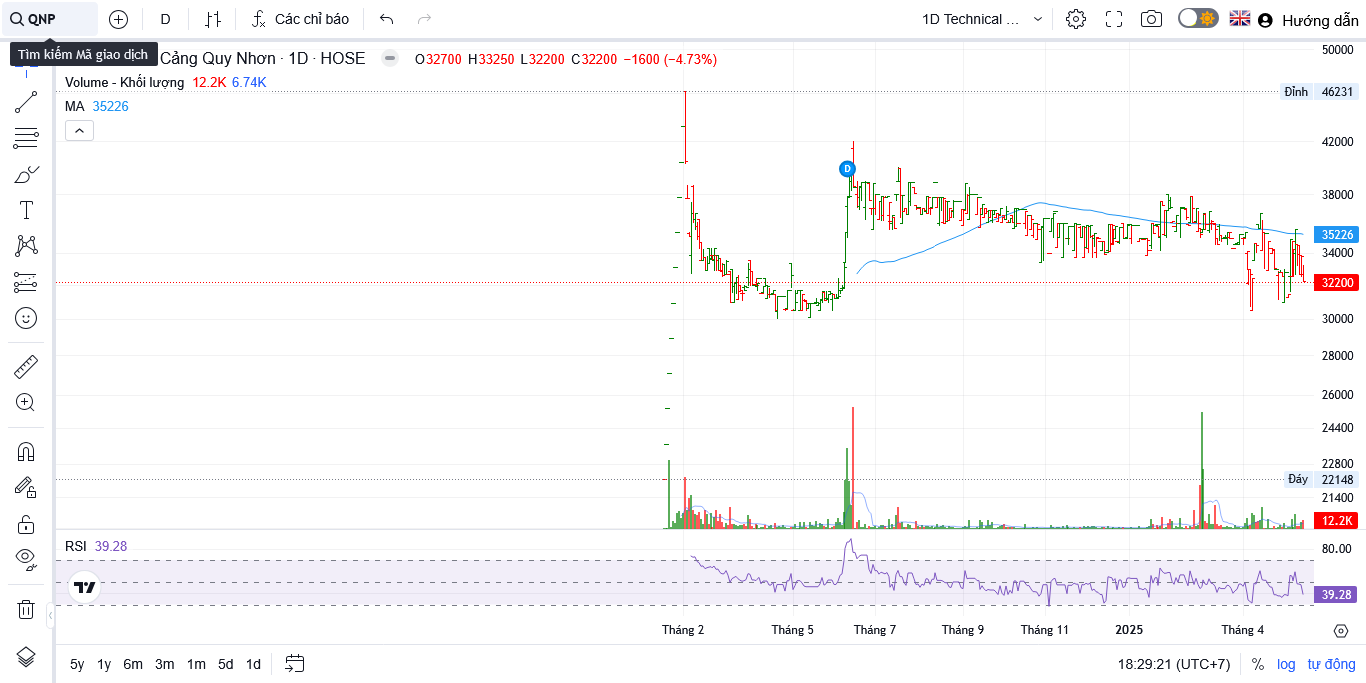 QNP
D
Các chỉ báo
1D Technical ...
Hướng dẫn
Tìm kiếm Mã giao dịch
Cảng Quy Nhơn · 1D · HOSE
O32700 H33250 L32200 C32200 −1600 (−4.73%)
Volume - Khối lượng 12.2K 6.74K
MA 35226
50000
Đỉnh 46231
42000
D
38000
35226
34000
32200
30000
28000
26000
24400
22800
Đáy 22148
21400
12.2K
RSI 39.28
80.00
39.28
Tháng 2
Tháng 5
Tháng 7
Tháng 9
Tháng 11
2025
Tháng 4
5y 1y 6m 3m 1m 5d 1d
18:29:21 (UTC+7)
% log tự động